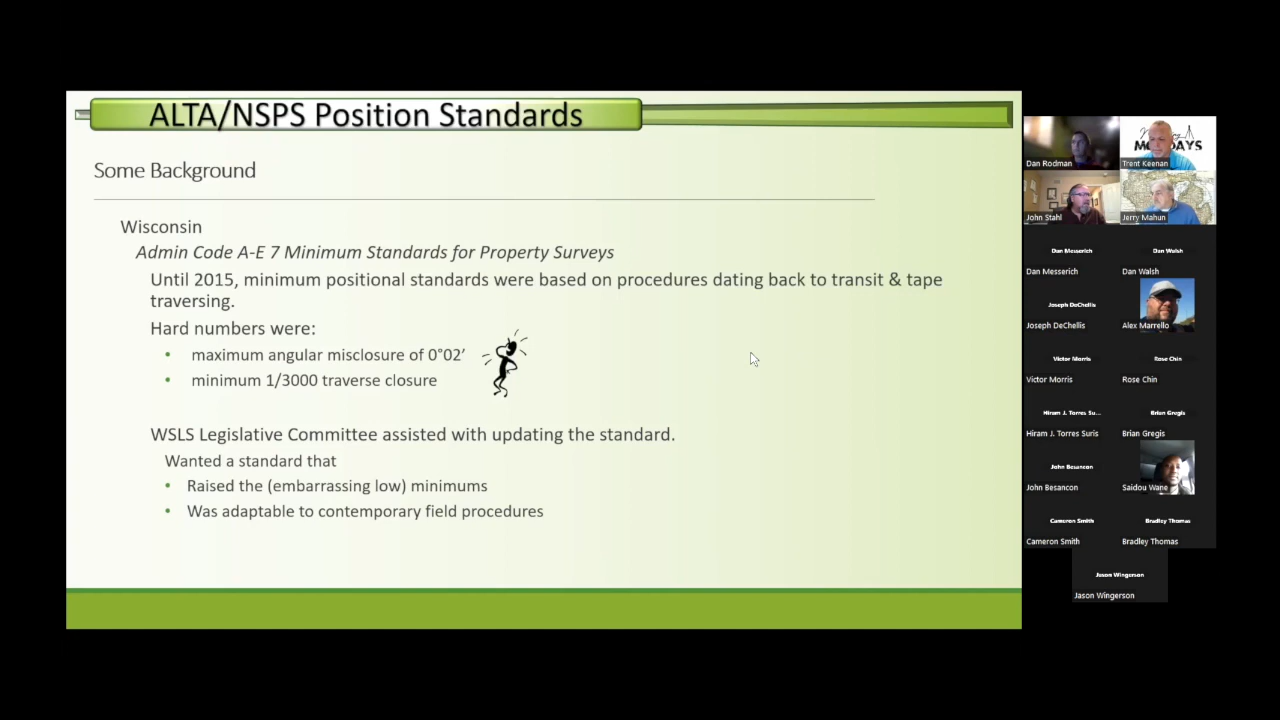 ALTA/NSPS Position Standards
Some Background
Wisconsin
Admin Code A-E 7 Minimum Standards for Property Surveys
Until 2015, minimum positional standards were based on procedures dating back to transit & tape
traversing.
Hard numbers were:
• maximum angular misclosure of 0°02′
• minimum 1/3000 traverse closure
WSLS Legislative Committee assisted with updating the standard.
Wanted a standard that
• Raised the (embarrassing low) minimums
• Was adaptable to contemporary field procedures
Dan Rodman
Trent Keenan
John Stahl
Jerry Mahun
Dan Messerich
Dan Walsh
Dan Messerich
Dan Walsh
Joseph DeChellis
Joseph DeChellis
Alex Marrello
Victor Morris
Rose Chin
Victor Morris
Rose Chin
Hiram J. Torres Su...
Brian Gregis
Hiram J. Torres Suris
Brian Gregis
John Besancon
John Besancon
Saidou Wane
Cameron Smith
Bradley Thomas
Cameron Smith
Bradley Thomas
Jason Wingerson
Jason Wingerson